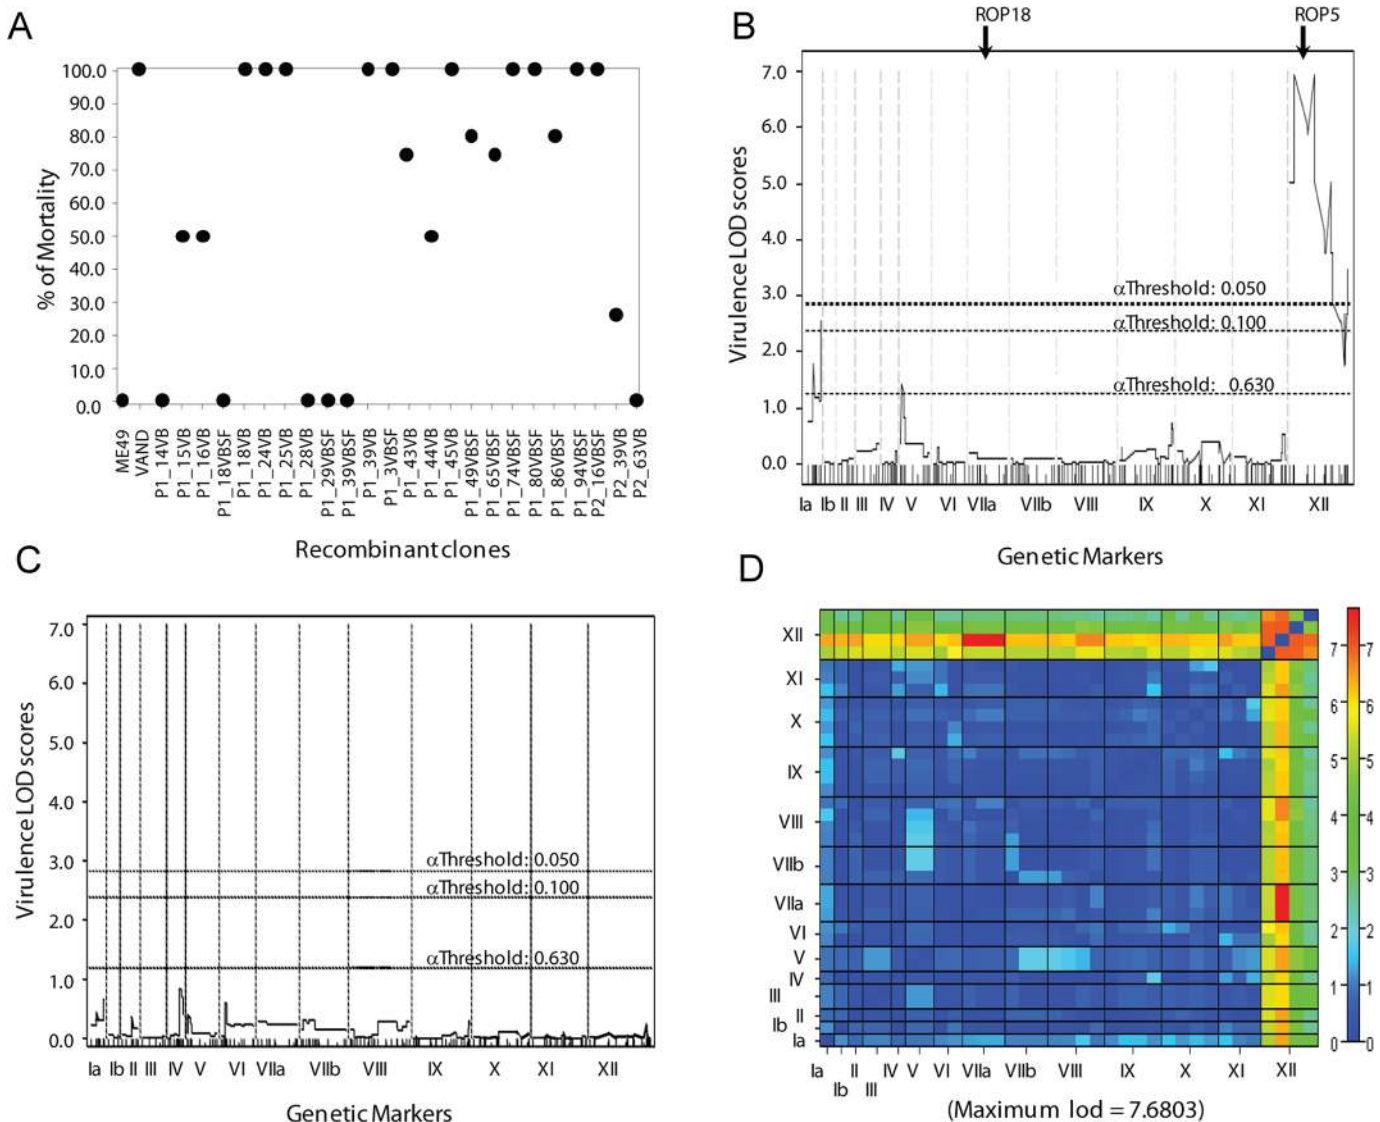 A
100.0
90.0
80.0
70.0
60.0
50.0
40.0
30.0
20.0
10.0
0.0
% of Mortality
ME49
VAND
P1_14VB
P1_15VB
P1_16VB
P1_18VBSF
P1_18VB
P1_24VB
P1_25VB
P1_28VB
P1_29VBSF
P1_39VBSF
P1_39VB
P1_3VBSF
P1_43VB
P1_44VB
P1_45VB
P1_49VBSF
P1_65VBSF
P1_74VBSF
P1_80VBSF
P1_86VBSF
P1_94VBSF
P2_16VBSF
P2_39VB
P2_63VB
Recombinant clones
B
ROP18
ROP5
7.0
6.0
5.0
4.0
3.0
2.0
1.0
0.0
Virulence LOD scores
αThreshold: 0.050
αThreshold: 0.100
αThreshold: 0.630
Ia Ib II III IV V VI VIIa VIIb VIII IX X XI XII
Genetic Markers
C
7.0
6.0
5.0
4.0
3.0
2.0
1.0
0.0
Virulence LOD scores
αThreshold: 0.050
αThreshold: 0.100
αThreshold: 0.630
Ia Ib II III IV V VI VIIa VIIb VIII IX X XI XII
Genetic Markers
D
XII
XI
X
IX
VIII
VIIb
VIIa
VI
V
IV
III
II
Ib
Ia
Ia Ib II III IV V VI VIIa VIIb VIII IX X XI XII
7 7
6 6
5 5
4 4
3 3
2 2
1 1
0 0
(Maximum lod = 7.6803)